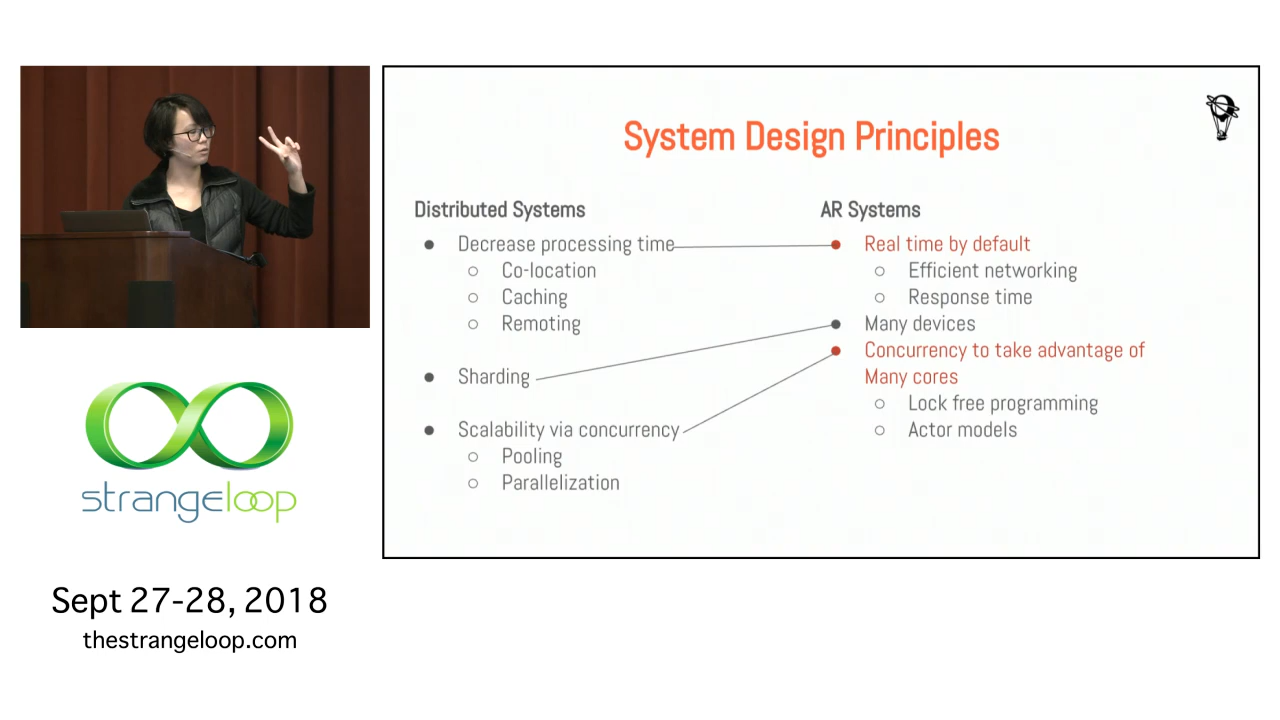 System Design Principles
Distributed Systems
● Decrease processing time
○ Co-location
○ Caching
○ Remoting
● Sharding
● Scalability via concurrency
○ Pooling
○ Parallelization
AR Systems
● Real time by default
○ Efficient networking
○ Response time
● Many devices
● Concurrency to take advantage of
Many cores
○ Lock free programming
○ Actor models
strangeloop
Sept 27-28, 2018
thestrangeloop.com